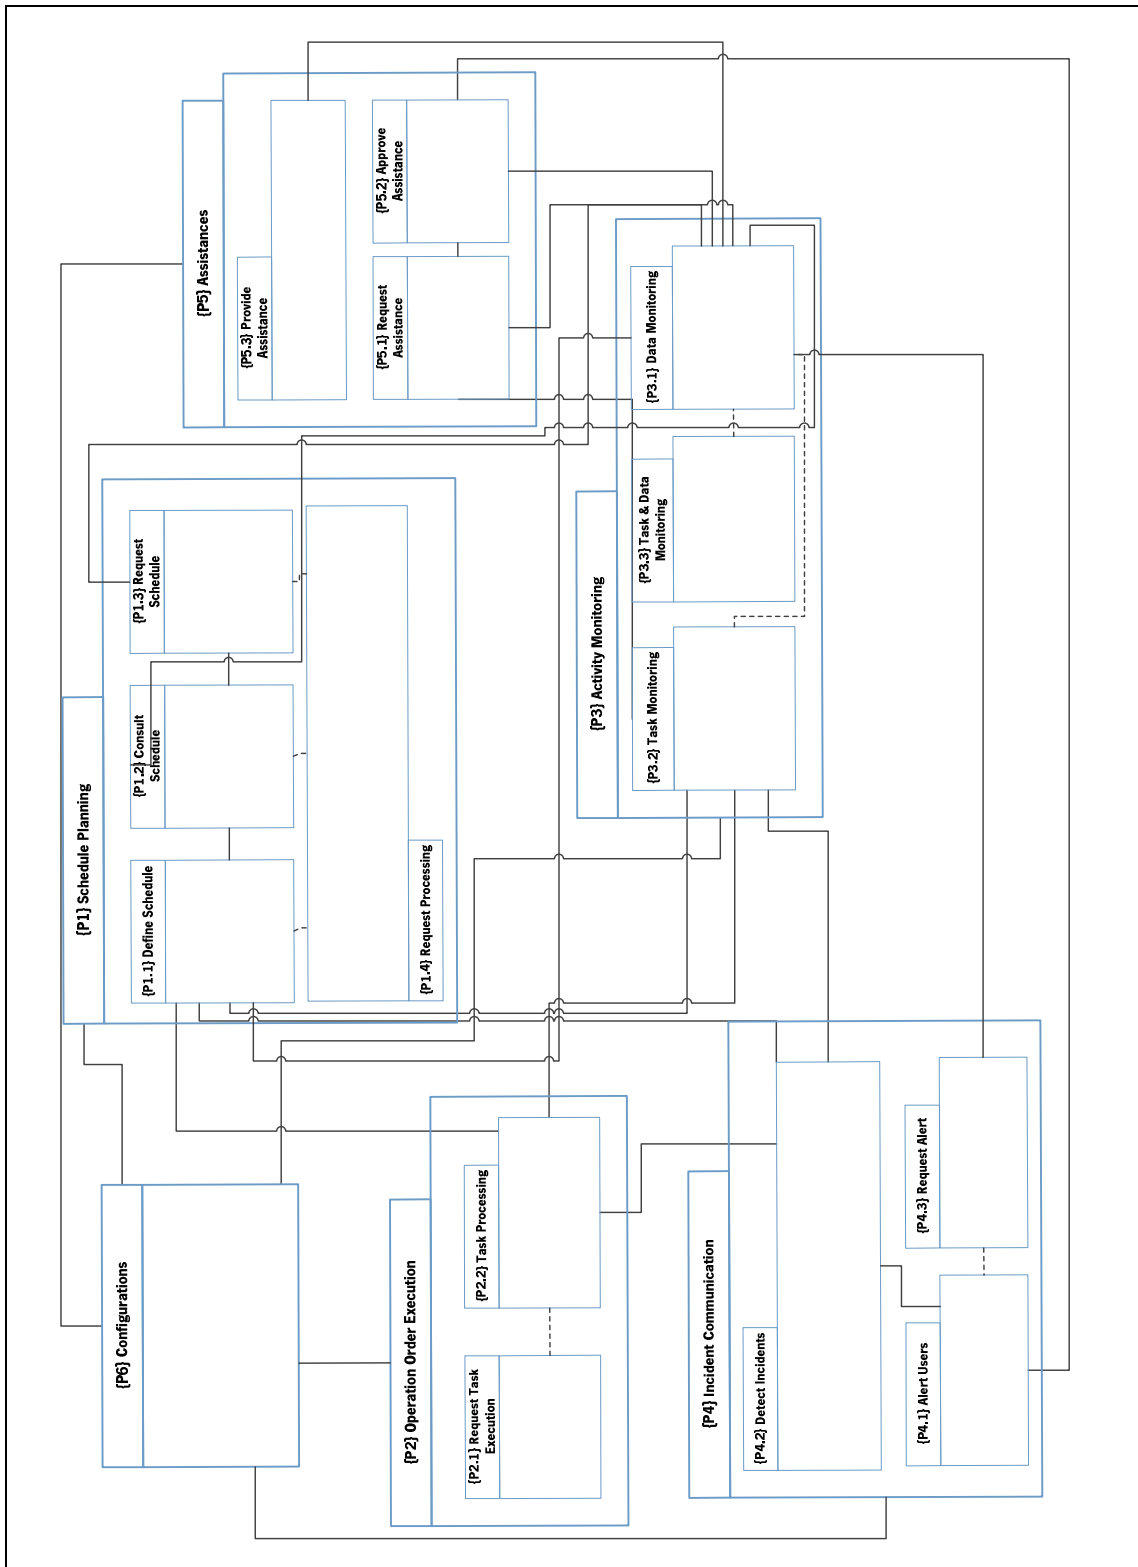 {P5} Assistances
{P5.3} Provide
Assistance
{P5.2} Approve
Assistance
{P5.1} Request
Assistance
{P1} Schedule Planning
{P1.3} Request
Schedule
{P1.2} Consult
Schedule
{P1.1} Define Schedule
{P1.4} Request Processing
{P3} Activity Monitoring
{P3.1} Data Monitoring
{P3.3} Task & Data
Monitoring
{P3.2} Task Monitoring
{P6} Configurations
{P2} Operation Order Execution
{P2.2} Task Processing
{P2.1} Request Task
Execution
{P4} Incident Communication
{P4.2} Detect Incidents
{P4.3} Request Alert
{P4.1} Alert Users